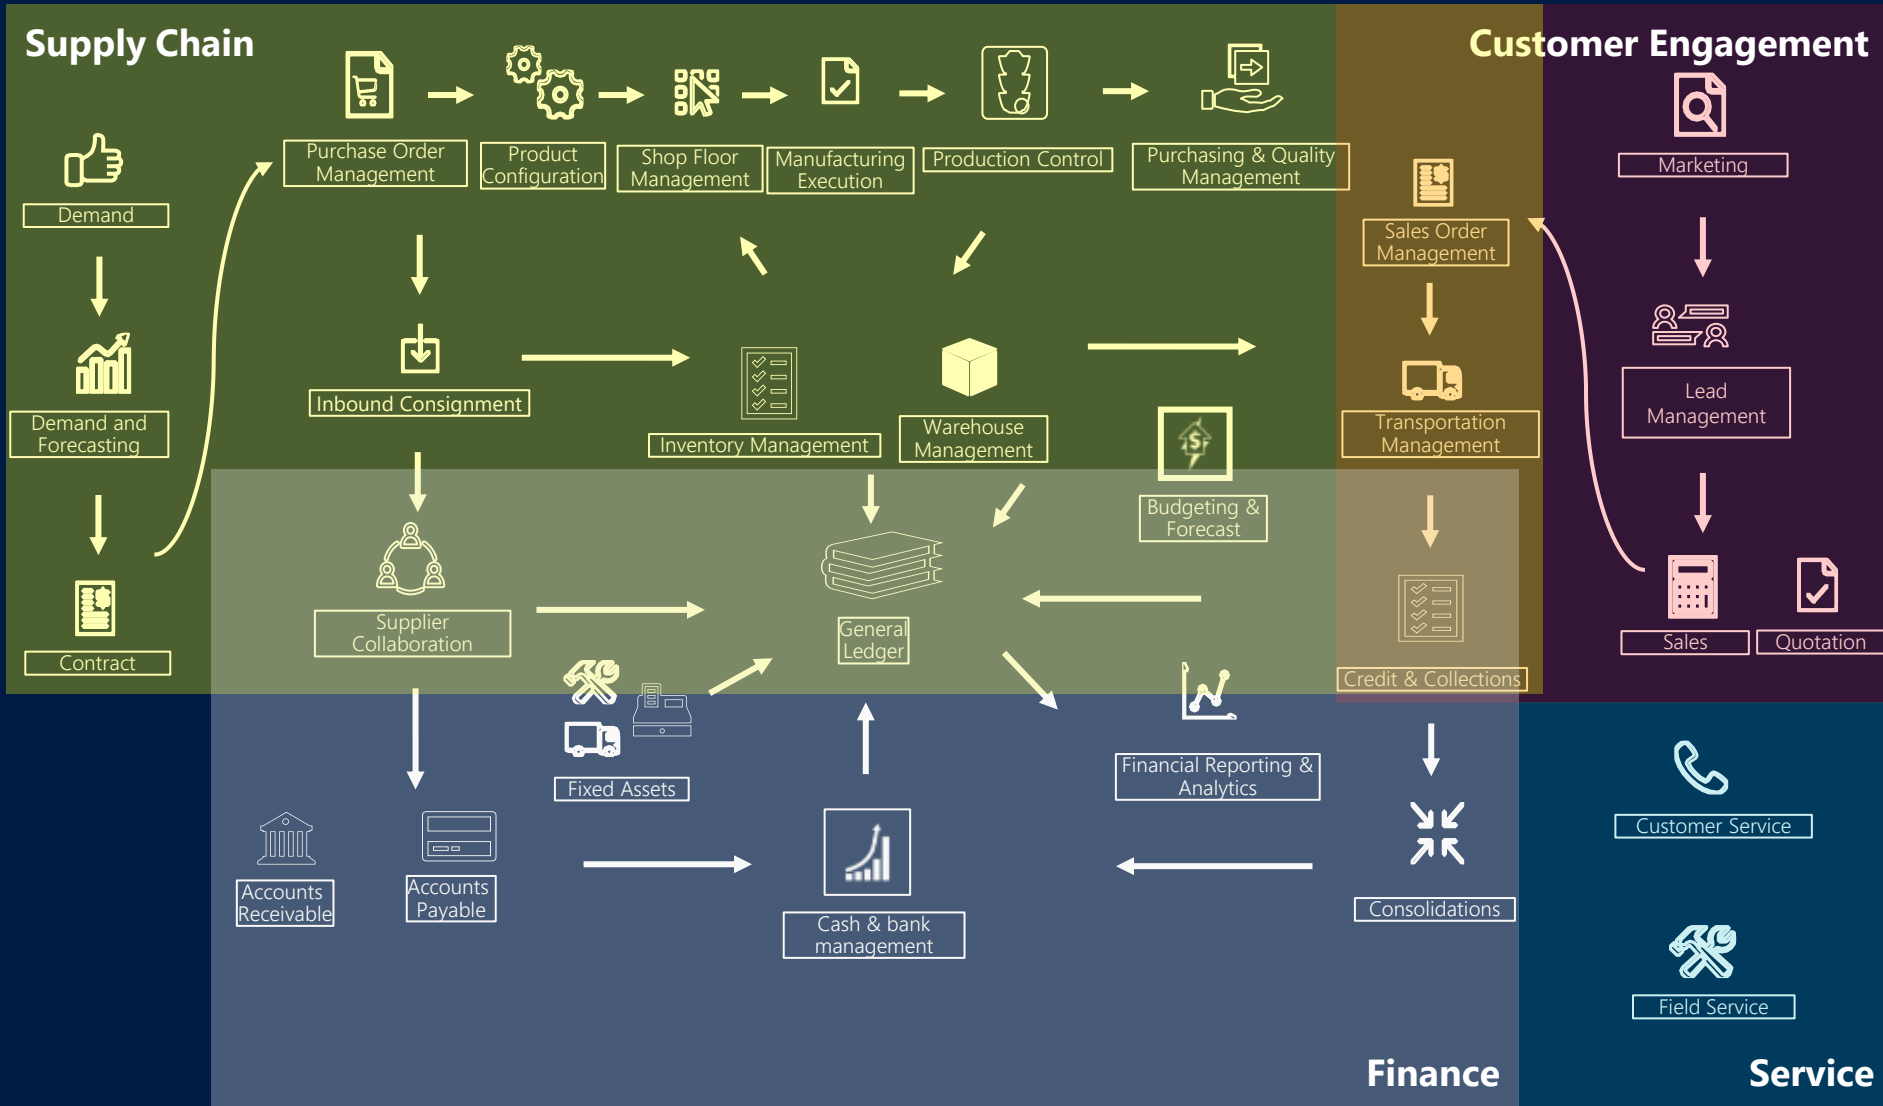 Supply Chain
Customer Engagement
Purchase Order
Management
Product
Configuration
Shop Floor
Management
Manufacturing
Execution
Production Control
Purchasing & Quality
Management
Marketing
Demand
Sales Order
Management
Demand and
Forecasting
Inbound Consignment
Inventory Management
Warehouse
Management
Transportation
Management
Lead
Management
Budgeting &
Forecast
Contract
Supplier
Collaboration
General
Ledger
Credit & Collections
Sales
Quotation
Fixed Assets
Financial Reporting &
Analytics
Customer Service
Accounts
Receivable
Accounts
Payable
Cash & bank
management
Consolidations
Field Service
Finance
Service